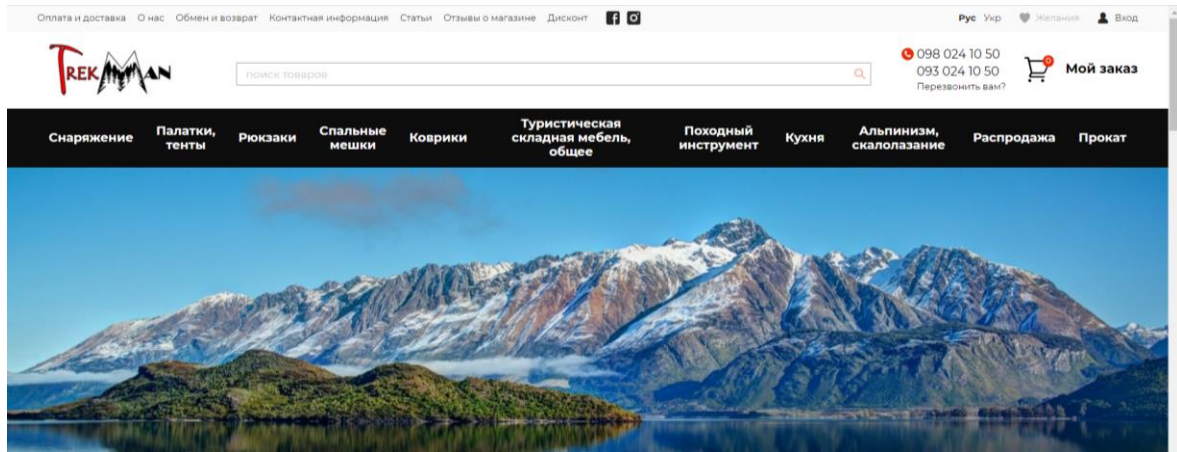 Оплата и доставка О нас Обмен и возврат Контактная информация Статьи Отзывы о магазине Дисконт
Рус Укр Желания Вход
TREKMAN
поиск товаров
098 024 10 50
093 024 10 50
Перезвонить вам?
0
Мой заказ
Снаряжение
Палатки,
тенты
Рюкзаки
Спальные
мешки
Коврики
Туристическая
складная мебель,
общее
Походный
инструмент
Кухня
Альпинизм,
скалолазание
Распродажа
Прокат